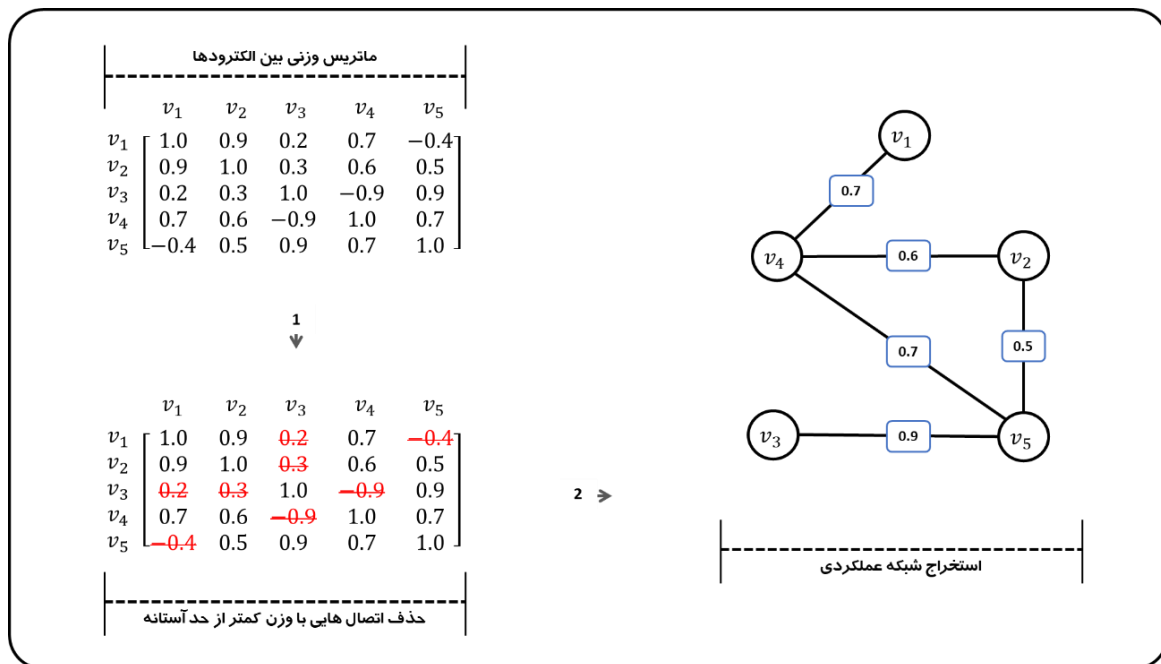 ماتریس وزنی بین الکترودها
v₁ v₂ v₃ v₄ v₅
v₁ 1.0 0.9 0.2 0.7 −0.4
v₂ 0.9 1.0 0.3 0.6 0.5
v₃ 0.2 0.3 1.0 −0.9 0.9
v₄ 0.7 0.6 −0.9 1.0 0.7
v₅ −0.4 0.5 0.9 0.7 1.0
1
v₁ v₂ v₃ v₄ v₅
v₁ 1.0 0.9 0.2 0.7 −0.4
v₂ 0.9 1.0 0.3 0.6 0.5
v₃ 0.2 0.3 1.0 −0.9 0.9
v₄ 0.7 0.6 −0.9 1.0 0.7
v₅ −0.4 0.5 0.9 0.7 1.0
حذف اتصال هایی با وزن کمتر از حد آستانه
2
v₁
0.7
v₄ 0.6 v₂
0.7 0.5
v₃ 0.9 v₅
استخراج شبکه عملکردی